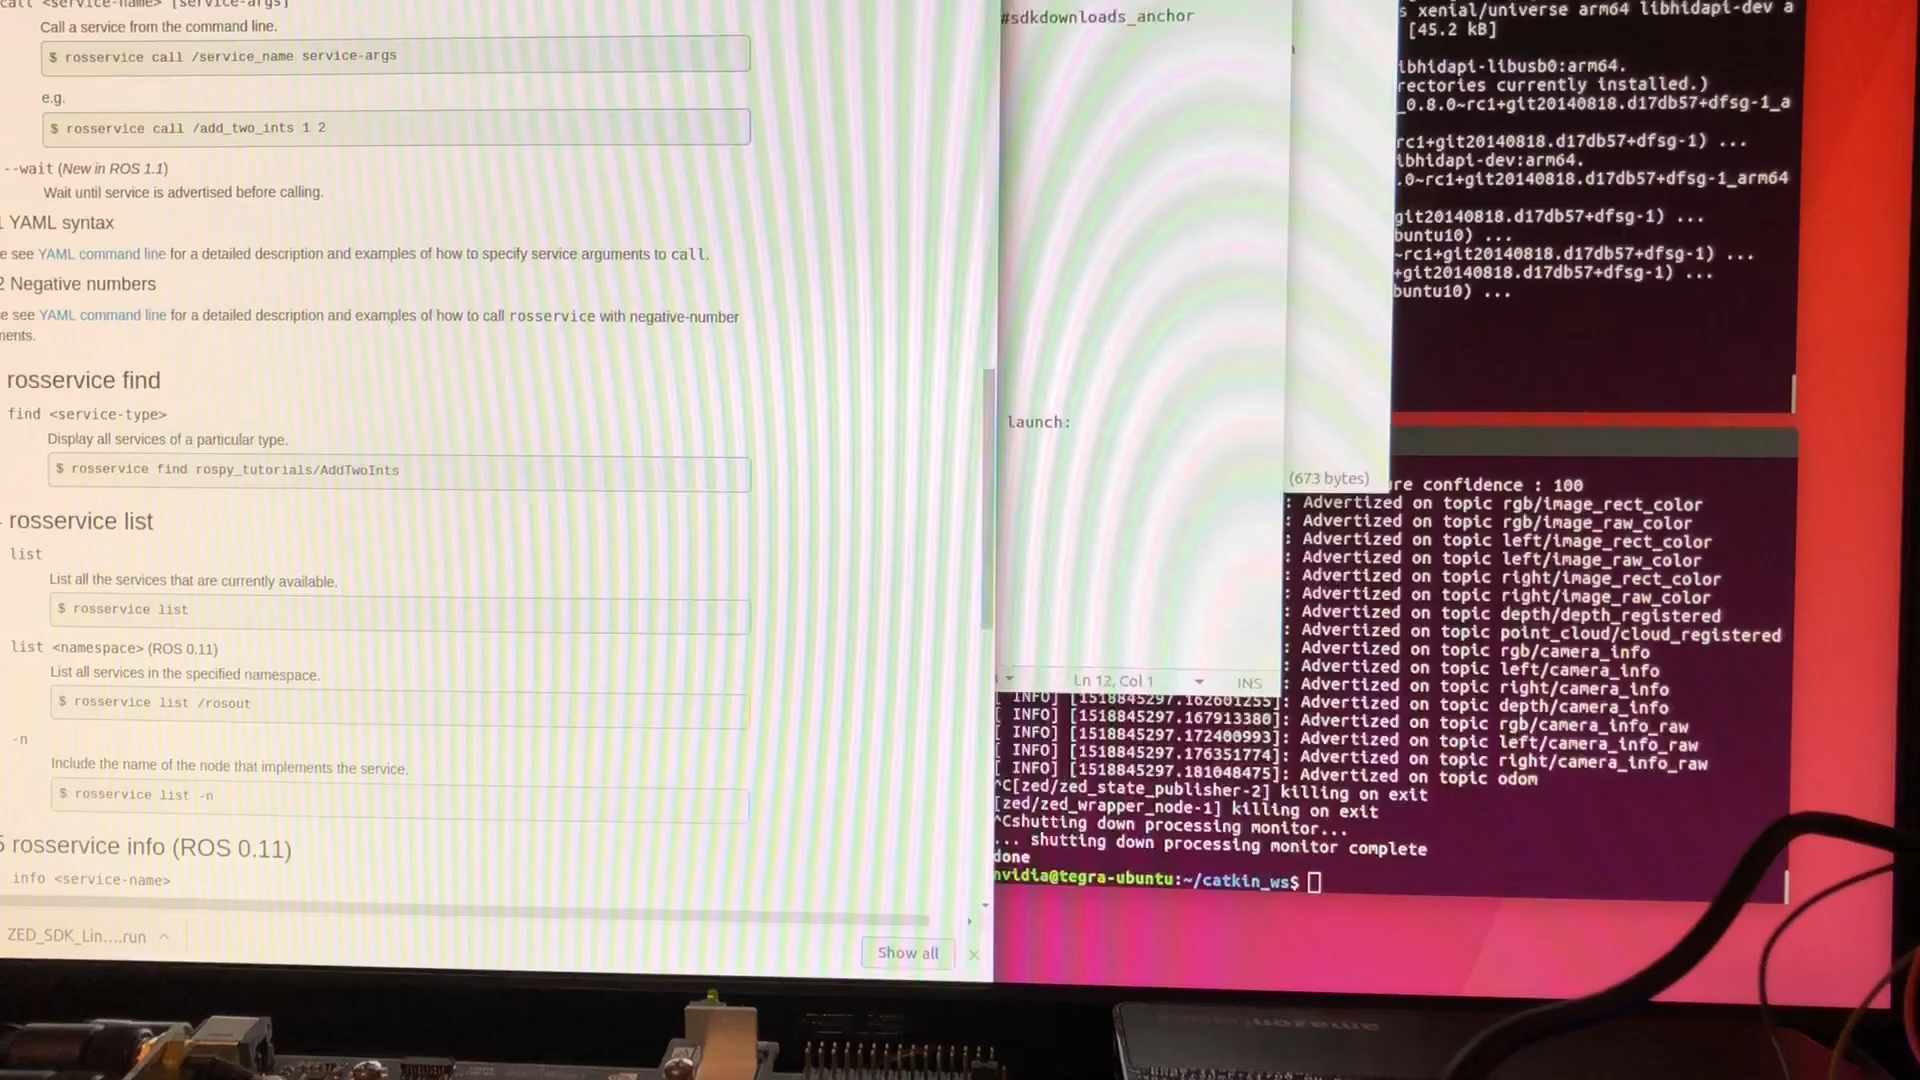 call <service-name> [service-args]
Call a service from the command line.
$ rosservice call /service_name service-args
e.g.
$ rosservice call /add_two_ints 1 2
--wait (New in ROS 1.1)
Wait until service is advertised before calling.
YAML syntax
e see YAML command line for a detailed description and examples of how to specify service arguments to call.
2 Negative numbers
e see YAML command line for a detailed description and examples of how to call rosservice with negative-number
ments.
rosservice find
find <service-type>
Display all services of a particular type.
$ rosservice find rospy_tutorials/AddTwoInts
rosservice list
list
List all the services that are currently available.
$ rosservice list
list <namespace> (ROS 0.11)
List all services in the specified namespace.
$ rosservice list /rosout
-n
Include the name of the node that implements the service.
$ rosservice list -n
5 rosservice info (ROS 0.11)
info <service-name>
ZED_SDK_Lin....run
Show all
#sdkdownloads_anchor
launch:
Ln 12, Col 1
INS
(673 bytes)
s xenial/universe arm64 libhidapi-dev a
[45.2 kB]
ibhidapi-libusb0:arm64.
rectories currently installed.)
_0.8.0~rc1+git20140818.d17db57+dfsg-1_a
rc1+git20140818.d17db57+dfsg-1) ...
ibhidapi-dev:arm64.
.0~rc1+git20140818.d17db57+dfsg-1_arm64
git20140818.d17db57+dfsg-1) ...
buntu10) ...
~rc1+git20140818.d17db57+dfsg-1) ...
+git20140818.d17db57+dfsg-1) ...
buntu10) ...
re confidence : 100
: Advertized on topic rgb/image_rect_color
: Advertized on topic rgb/image_raw_color
: Advertized on topic left/image_rect_color
: Advertized on topic left/image_raw_color
: Advertized on topic right/image_rect_color
: Advertized on topic right/image_raw_color
: Advertized on topic depth/depth_registered
: Advertized on topic point_cloud/cloud_registered
: Advertized on topic rgb/camera_info
: Advertized on topic left/camera_info
: Advertized on topic right/camera_info
[ INFO] [1518845297.162601255]: Advertized on topic depth/camera_info
[ INFO] [1518845297.167913380]: Advertized on topic rgb/camera_info_raw
[ INFO] [1518845297.172400993]: Advertized on topic left/camera_info_raw
[ INFO] [1518845297.176351774]: Advertized on topic right/camera_info_raw
[ INFO] [1518845297.181048475]: Advertized on topic odom
^C[zed/zed_state_publisher-2] killing on exit
[zed/zed_wrapper_node-1] killing on exit
^Cshutting down processing monitor...
... shutting down processing monitor complete
done
nvidia@tegra-ubuntu:~/catkin_ws$
amazon